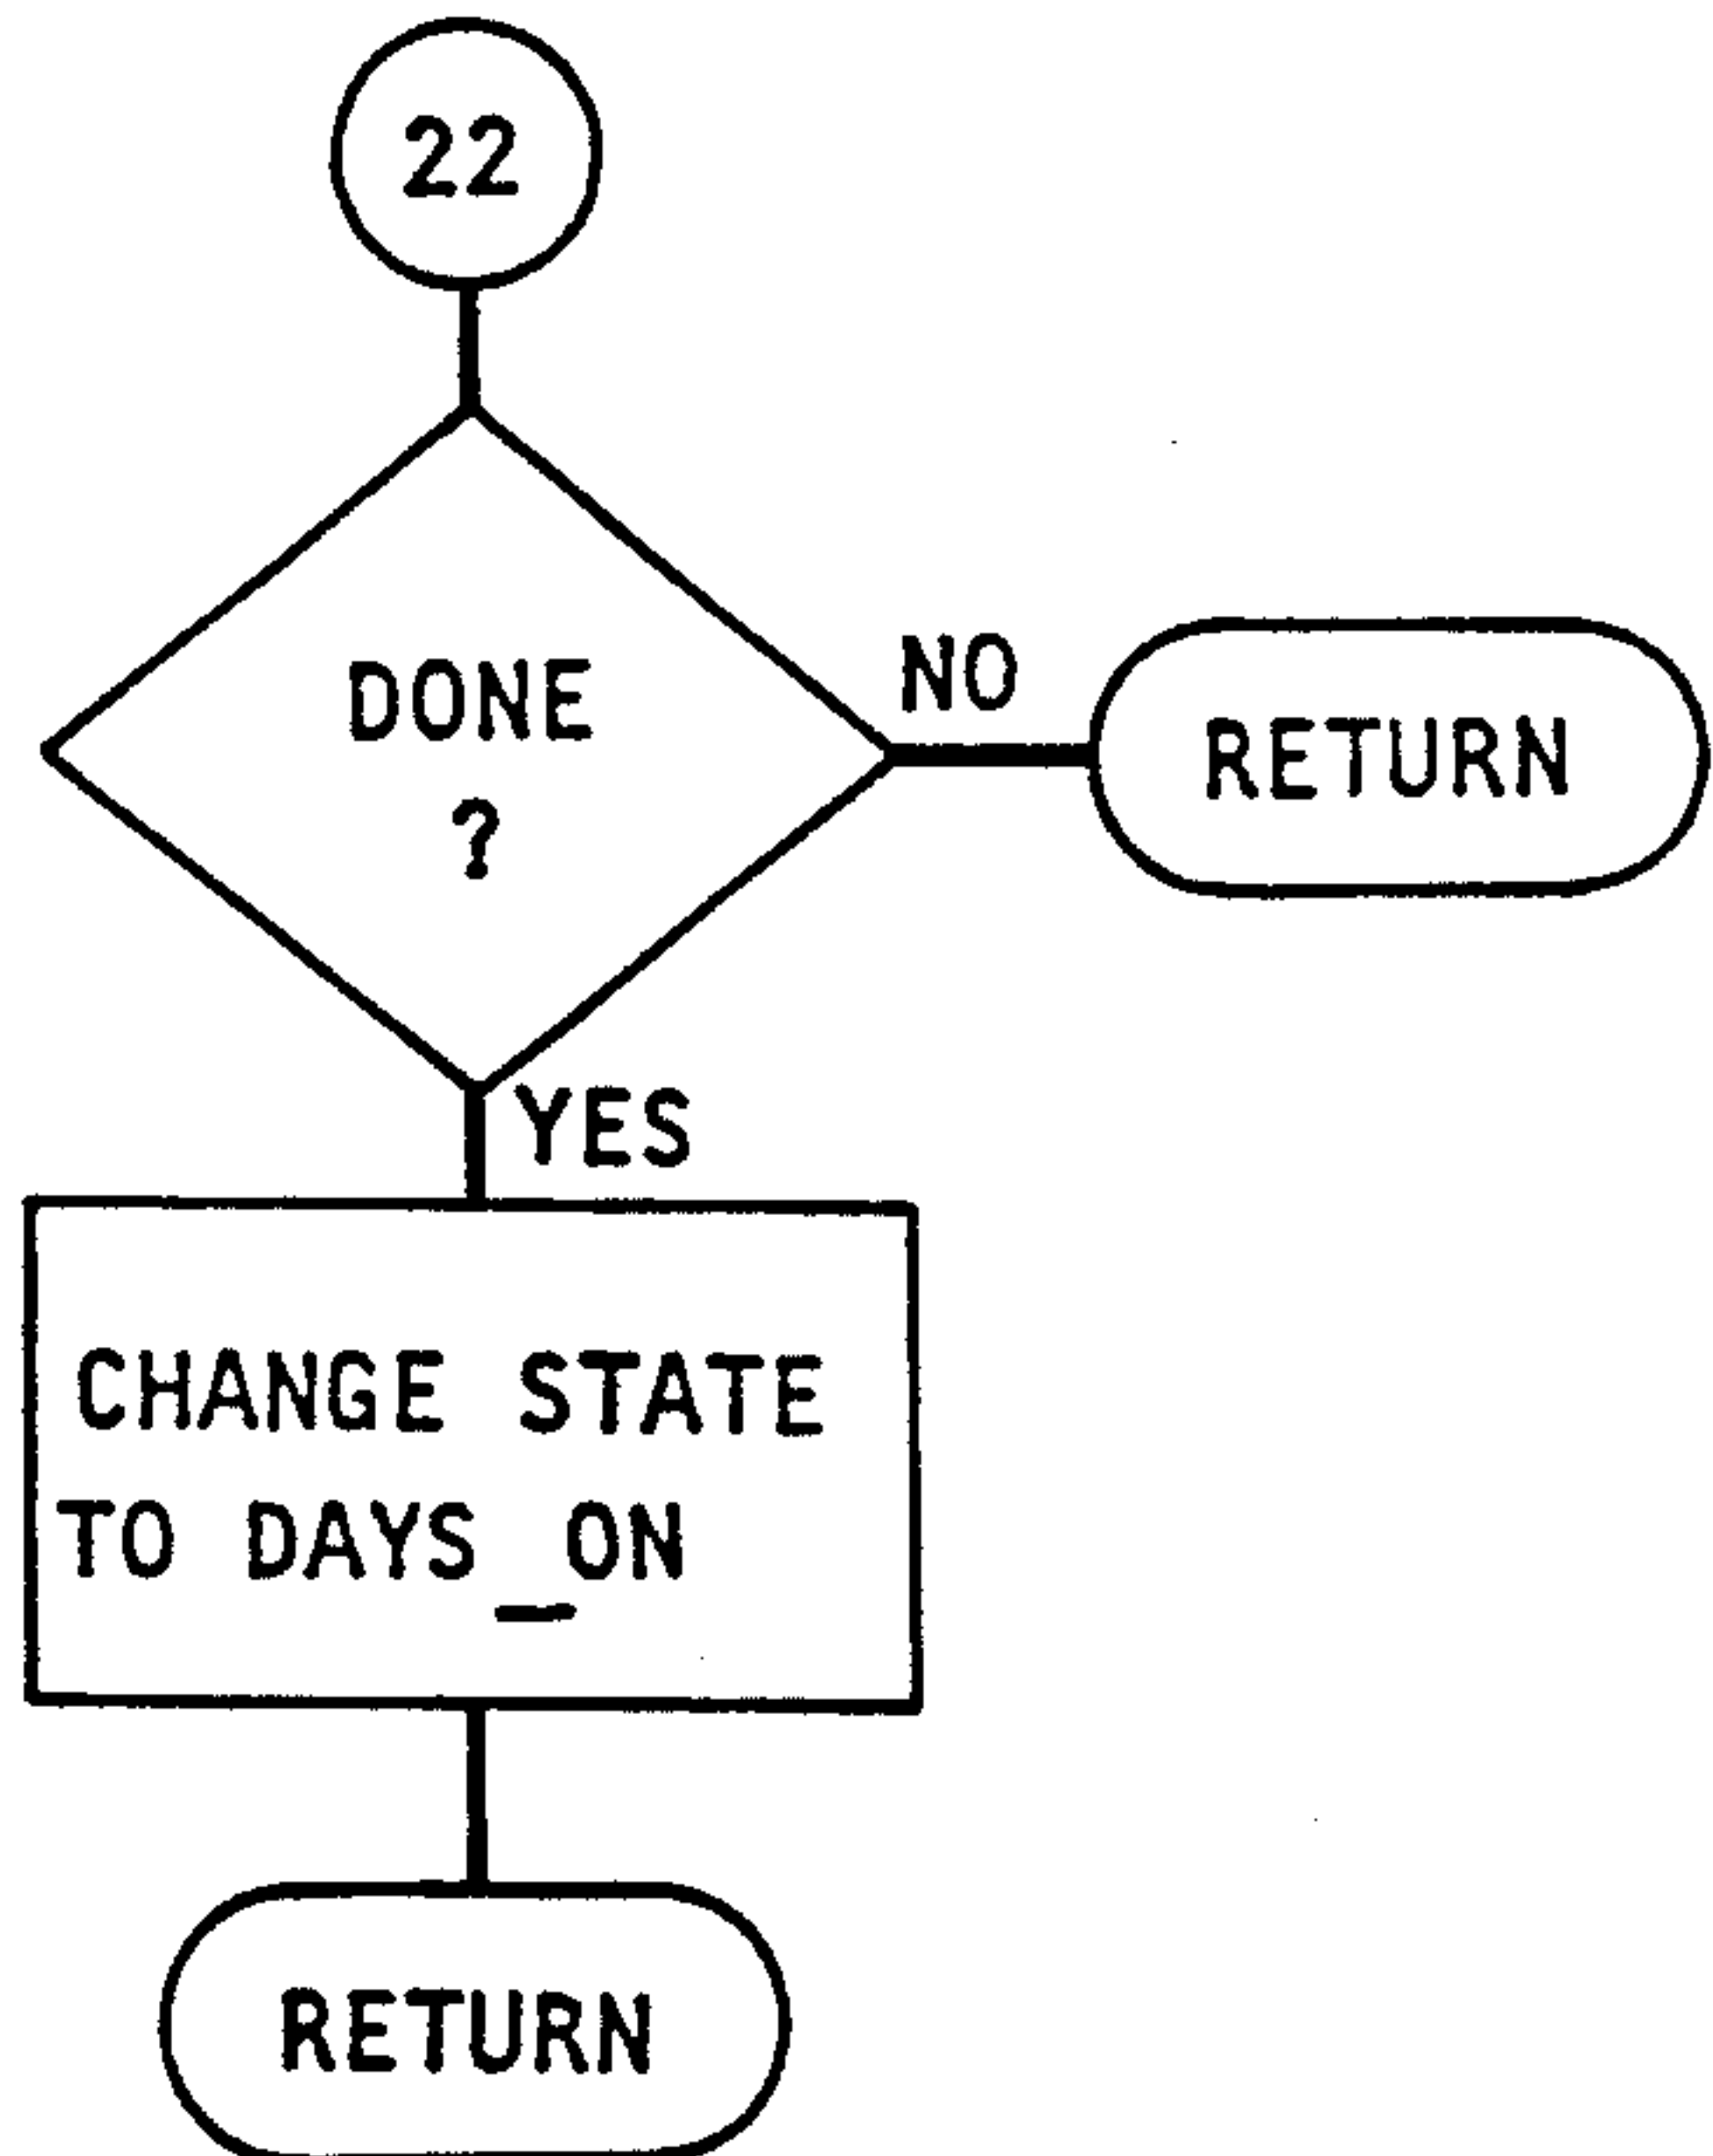 22
DONE
?
NO
RETURN
YES
CHANGE STATE
TO DAYS_ON
RETURN